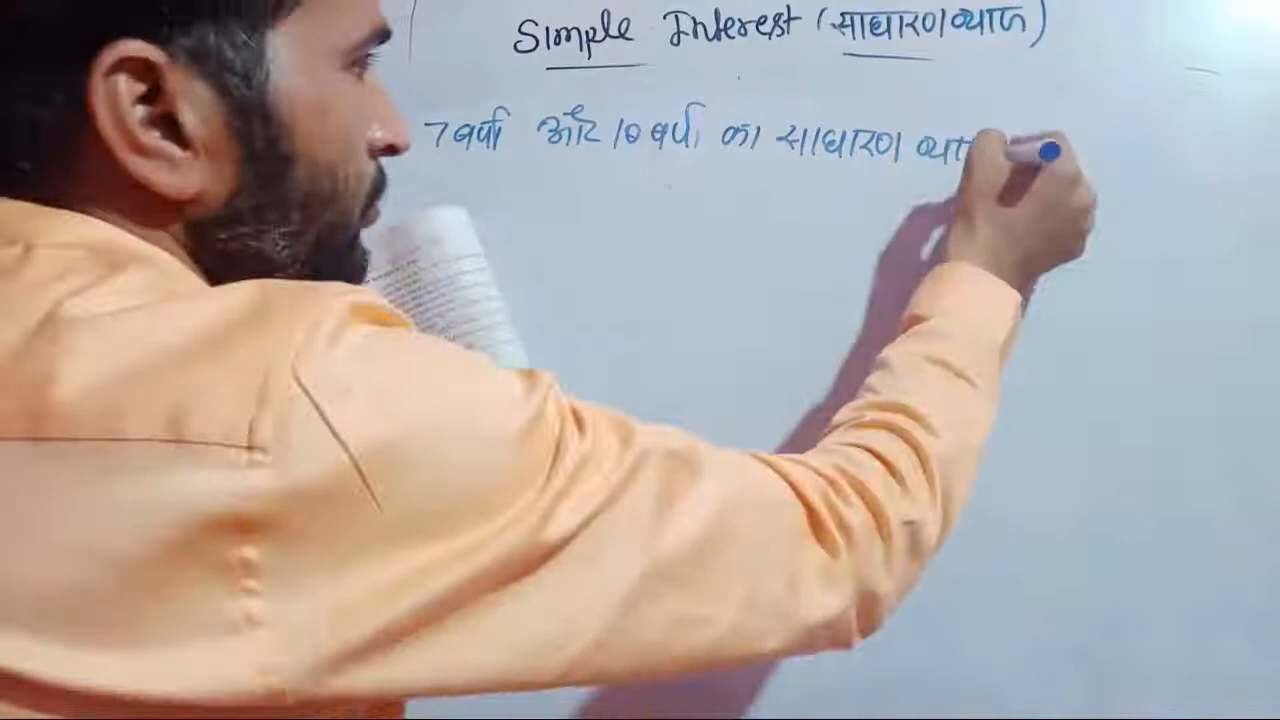 Simple Interest (साधारण व्याज)
7 वर्षो और 10 वर्षो का साधारण